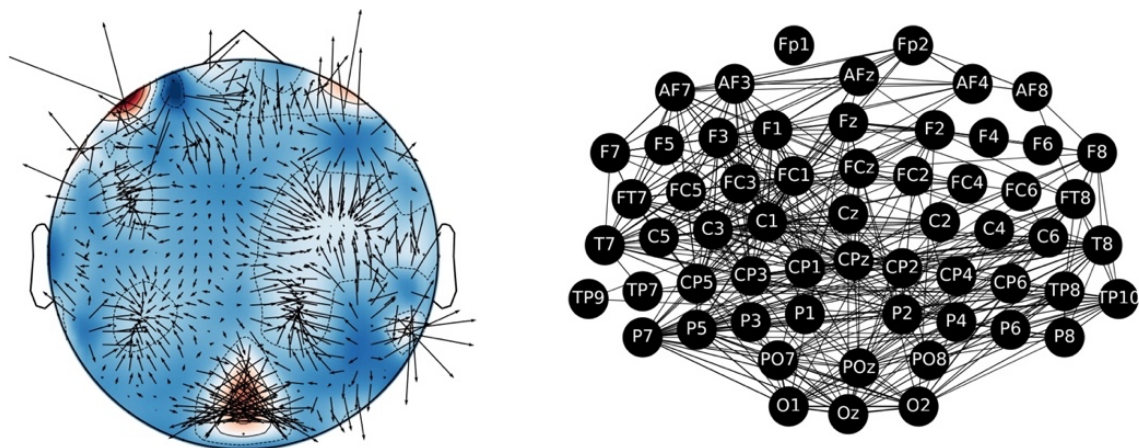 Fp1 Fp2
AF7 AF3 AFz AF4 AF8
F7 F5 F3 F1 Fz F2 F4 F6 F8
FT7 FC5 FC3 FC1 FCz FC2 FC4 FC6 FT8
T7 C5 C3 C1 Cz C2 C4 C6 T8
TP9 TP7 CP5 CP3 CP1 CPz CP2 CP4 CP6 TP8 TP10
P7 P5 P3 P1 P2 P4 P6 P8
PO7 POz PO8
O1 Oz O2